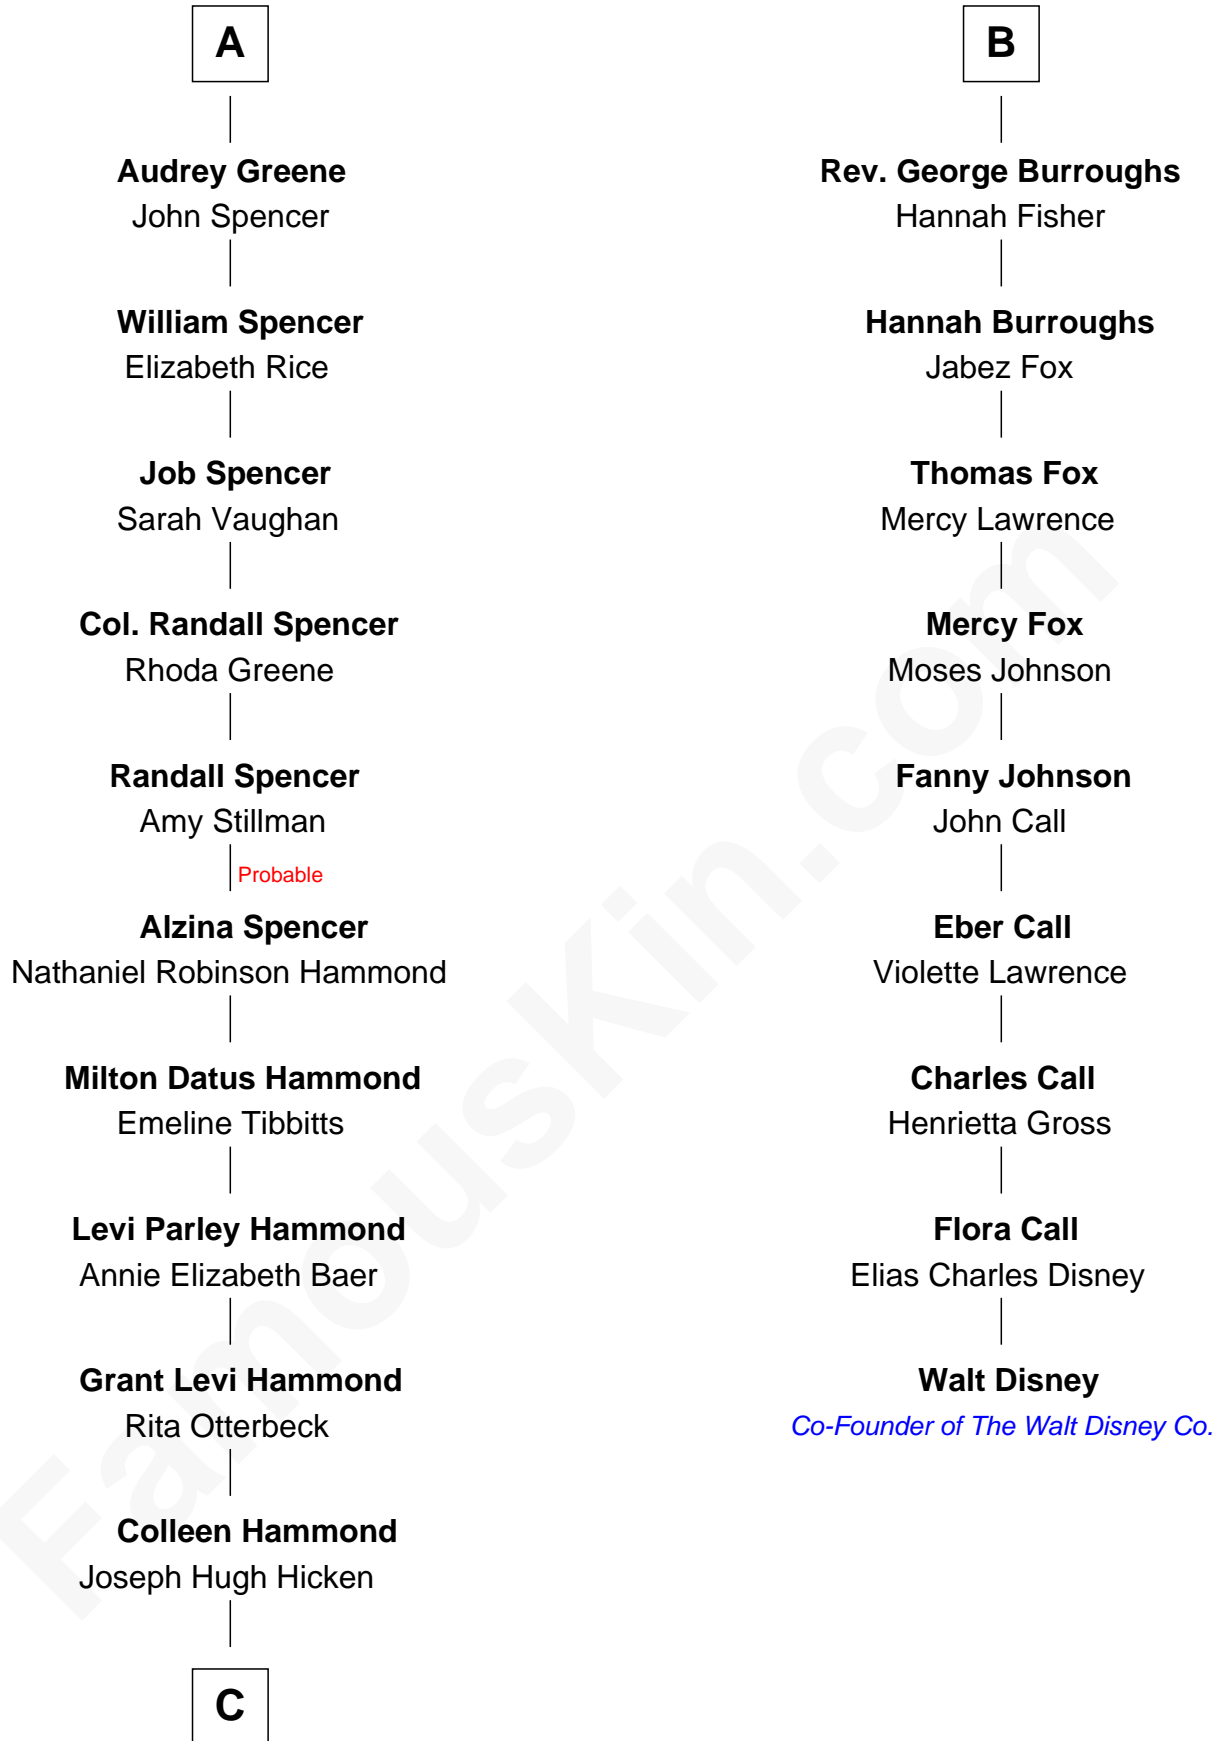 A
Audrey Greene
John Spencer
William Spencer
Elizabeth Rice
Job Spencer
Sarah Vaughan
Col. Randall Spencer
Rhoda Greene
Randall Spencer
Amy Stillman
Probable
Alzina Spencer
Nathaniel Robinson Hammond
Milton Datus Hammond
Emeline Tibbitts
Levi Parley Hammond
Annie Elizabeth Baer
Grant Levi Hammond
Rita Otterbeck
Colleen Hammond
Joseph Hugh Hicken
C
B
Rev. George Burroughs
Hannah Fisher
Hannah Burroughs
Jabez Fox
Thomas Fox
Mercy Lawrence
Mercy Fox
Moses Johnson
Fanny Johnson
John Call
Eber Call
Violette Lawrence
Charles Call
Henrietta Gross
Flora Call
Elias Charles Disney
Walt Disney
Co-Founder of The Walt Disney Co.
FamousKin.com